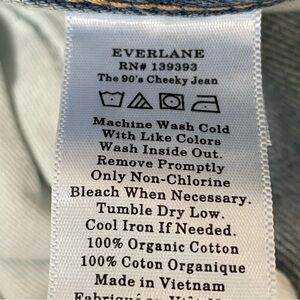 EVERLANE
RN# 139393
The 90's Cheeky Jean
Machine Wash Cold
With Like Colors
Wash Inside Out.
Remove Promptly
Only Non-Chlorine
Bleach When Necessary.
Tumble Dry Low.
Cool Iron If Needed.
100% Organic Cotton
100% Coton Organique
Made in Vietnam